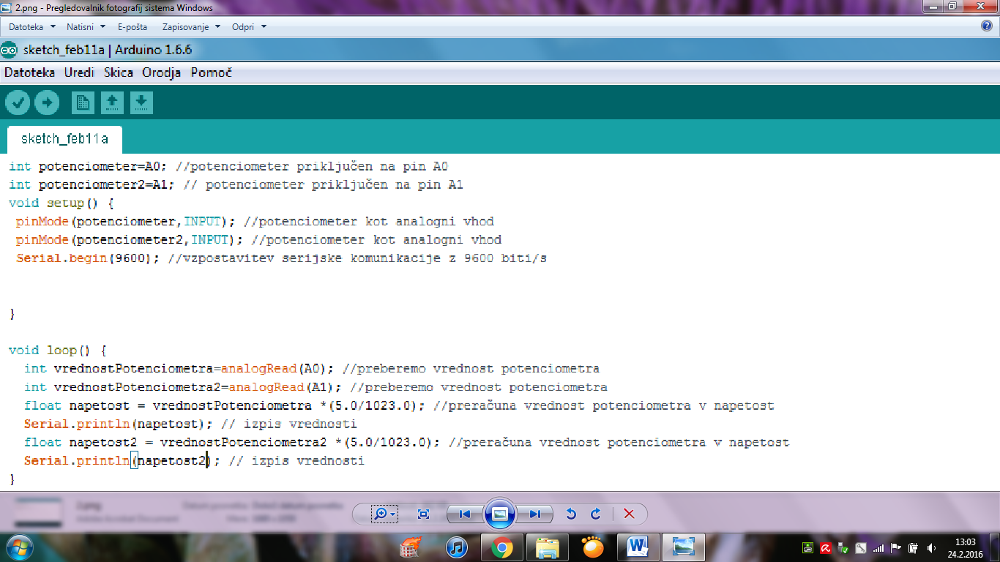 2.png - Pregledovalnik fotografij sistema Windows
Datoteka Natisni E-pošta Zapisovanje Odpri
sketch_feb11a | Arduino 1.6.6
Datoteka Uredi Skica Orodja Pomoč
sketch_feb11a
int potenciometer=A0; //potenciometer priključen na pin A0
int potenciometer2=A1; // potenciometer priključen na pin A1
void setup() {
pinMode(potenciometer,INPUT); //potenciometer kot analogni vhod
pinMode(potenciometer2,INPUT); //potenciometer kot analogni vhod
Serial.begin(9600); //vzpostavitev serijske komunikacije z 9600 biti/s
}
void loop() {
int vrednostPotenciometra=analogRead(A0); //preberemo vrednost potenciometra
int vrednostPotenciometra2=analogRead(A1); //preberemo vrednost potenciometra
float napetost = vrednostPotenciometra *(5.0/1023.0); //preračuna vrednost potenciometra v napetost
Serial.println(napetost); // izpis vrednosti
float napetost2 = vrednostPotenciometra2 *(5.0/1023.0); //preračuna vrednost potenciometra v napetost
Serial.println(napetost2); // izpis vrednosti
}
2.png
13:03
24.2.2016